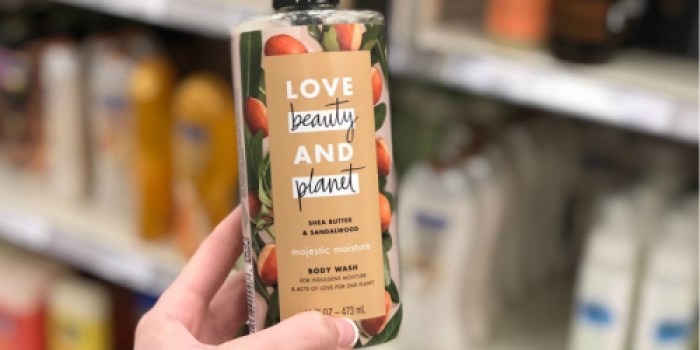 LOVE
beauty
AND
planet
SHEA BUTTER
& SANDALWOOD
majestic moisture
BODY WASH
FOR INDULGENT MOISTURE
& ACTS OF LOVE FOR OUR PLANET
OZ – 473 mL